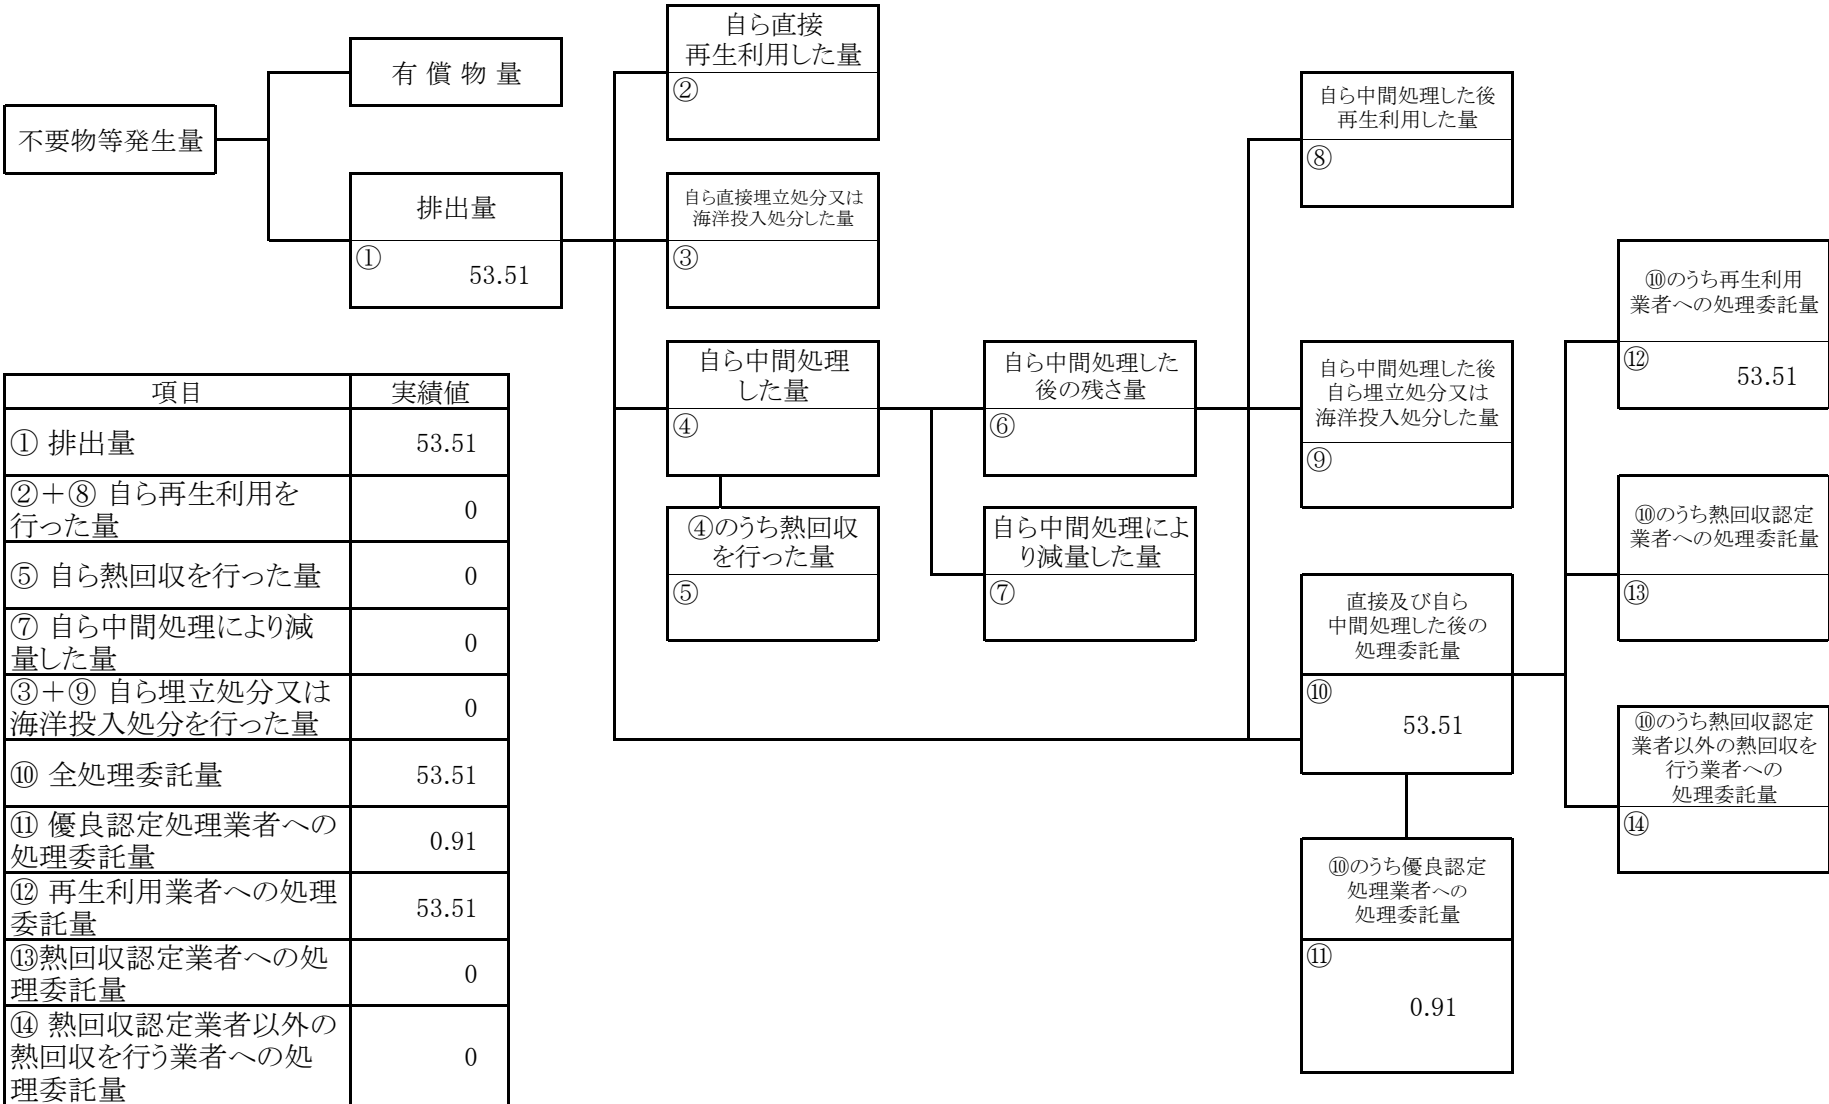 自ら直接
再生利用した量
②
有 償 物 量
不要物等発生量
排出量
①
53.51
自ら直接埋立処分又は
海洋投入処分した量
③
自ら中間処理
した量
④
④のうち熱回収
を行った量
⑤
自ら中間処理した
後の残さ量
⑥
自ら中間処理によ
り減量した量
⑦
自ら中間処理した後
再生利用した量
⑧
自ら中間処理した後
自ら埋立処分又は
海洋投入処分した量
⑨
直接及び自ら
中間処理した後の
処理委託量
⑩
53.51
⑩のうち優良認定
処理業者への
処理委託量
⑪
0.91
⑩のうち再生利用
業者への処理委託量
⑫
53.51
⑩のうち熱回収認定
業者への処理委託量
⑬
⑩のうち熱回収認定
業者以外の熱回収を
行う業者への
処理委託量
⑭
項目 実績値
① 排出量 53.51
②＋⑧ 自ら再生利用を
行った量 0
⑤ 自ら熱回収を行った量 0
⑦ 自ら中間処理により減
量した量 0
③＋⑨ 自ら埋立処分又は
海洋投入処分を行った量 0
⑩ 全処理委託量 53.51
⑪ 優良認定処理業者への
処理委託量 0.91
⑫ 再生利用業者への処理
委託量 53.51
⑬熱回収認定業者への処
理委託量 0
⑭ 熱回収認定業者以外の
熱回収を行う業者への処
理委託量 0